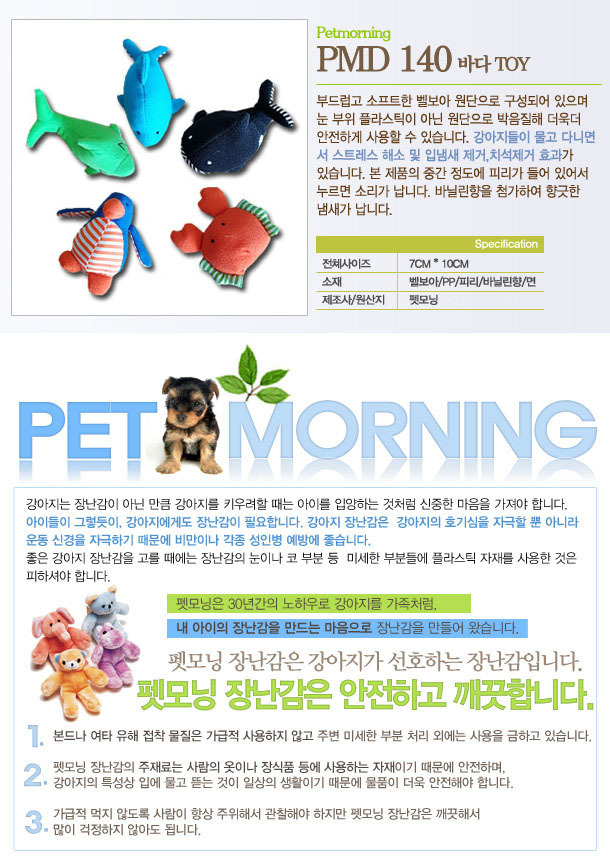 Petmorning
PMD 140 바다 TOY
부드럽고 소프트한 벨보아 원단으로 구성되어 있으며
눈 부위 플라스틱이 아닌 원단으로 박음질해 더욱더
안전하게 사용할 수 있습니다. 강아지들이 물고 다니면
서 스트레스 해소 및 입냄새 제거,치석제거 효과가
있습니다. 본 제품의 중간 정도에 피리가 들어 있어서
누르면 소리가 납니다. 바닐린향을 첨가하여 향긋한
냄새가 납니다.
Specification
전체사이즈 7CM * 10CM
소재 벨보아/PP/피리/바닐린향/면
제조사/원산지 펫모닝
PET MORNING
강아지는 장난감이 아닌 만큼 강아지를 키우려할 때는 아이를 입양하는 것처럼 신중한 마음을 가져야 합니다.
아이들이 그렇듯이, 강아지에게도 장난감이 필요합니다. 강아지 장난감은 강아지의 호기심을 자극할 뿐 아니라
운동 신경을 자극하기 때문에 비만이나 각종 성인병 예방에 좋습니다.
좋은 강아지 장난감을 고를 때에는 장난감의 눈이나 코 부분 등 미세한 부분들에 플라스틱 자재를 사용한 것은
피하셔야 합니다.
펫모닝은 30년간의 노하우로 강아지를 가족처럼,
내 아이의 장난감을 만드는 마음으로 장난감을 만들어 왔습니다.
펫모닝 장난감은 강아지가 선호하는 장난감입니다.
펫모닝 장난감은 안전하고 깨끗합니다.
1. 본드나 여타 유해 접착 물질은 가급적 사용하지 않고 주변 미세한 부분 처리 외에는 사용을 금하고 있습니다.
2. 펫모닝 장난감의 주재료는 사람의 옷이나 장식품 등에 사용하는 자재이기 때문에 안전하며,
강아지의 특성상 입에 물고 뜯는 것이 일상의 생활이기 때문에 물품이 더욱 안전해야 합니다.
3. 가급적 먹지 않도록 사람이 항상 주위해서 관찰해야 하지만 펫모닝 장난감은 깨끗해서
많이 걱정하지 않아도 됩니다.